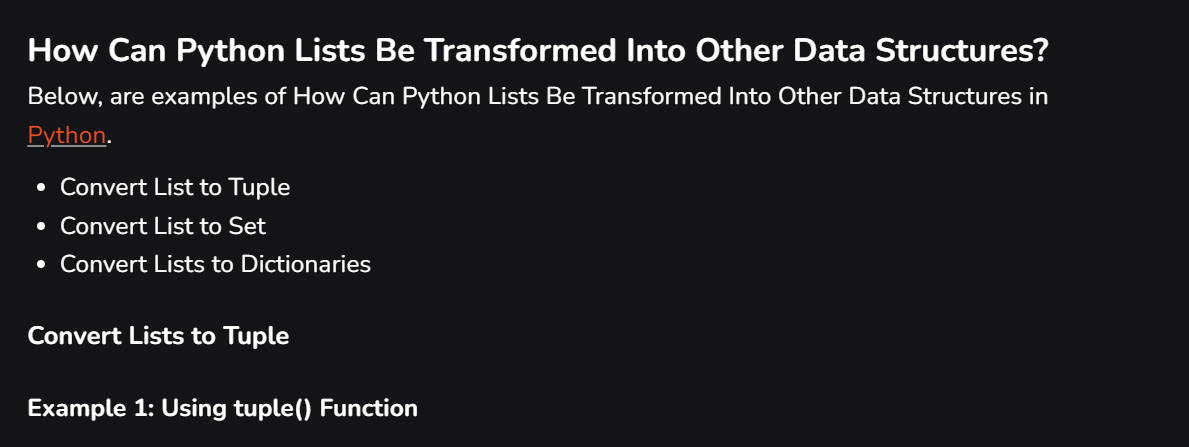 How Can Python Lists Be Transformed Into Other Data Structures?
Below, are examples of How Can Python Lists Be Transformed Into Other Data Structures in
Python.
• Convert List to Tuple
• Convert List to Set
• Convert Lists to Dictionaries
Convert Lists to Tuple
Example 1: Using tuple() Function